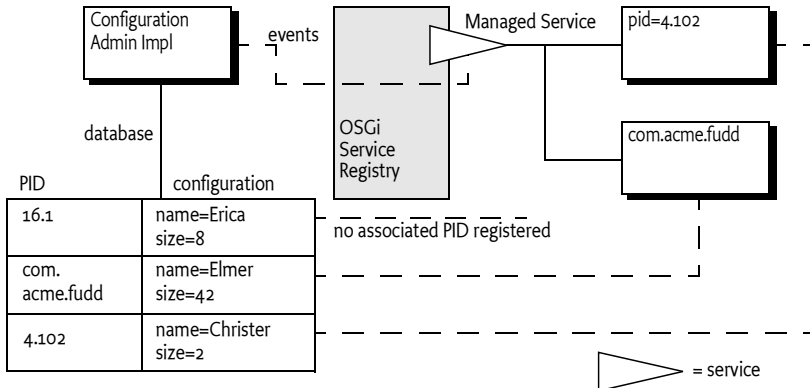 Configuration
Admin Impl
events
Managed Service
pid=4.102
database
OSGi
Service
Registry
com.acme.fudd
PID
configuration
16.1
name=Erica
size=8
no associated PID registered
com.
acme.fudd
name=Elmer
size=42
4.102
name=Christer
size=2
= service